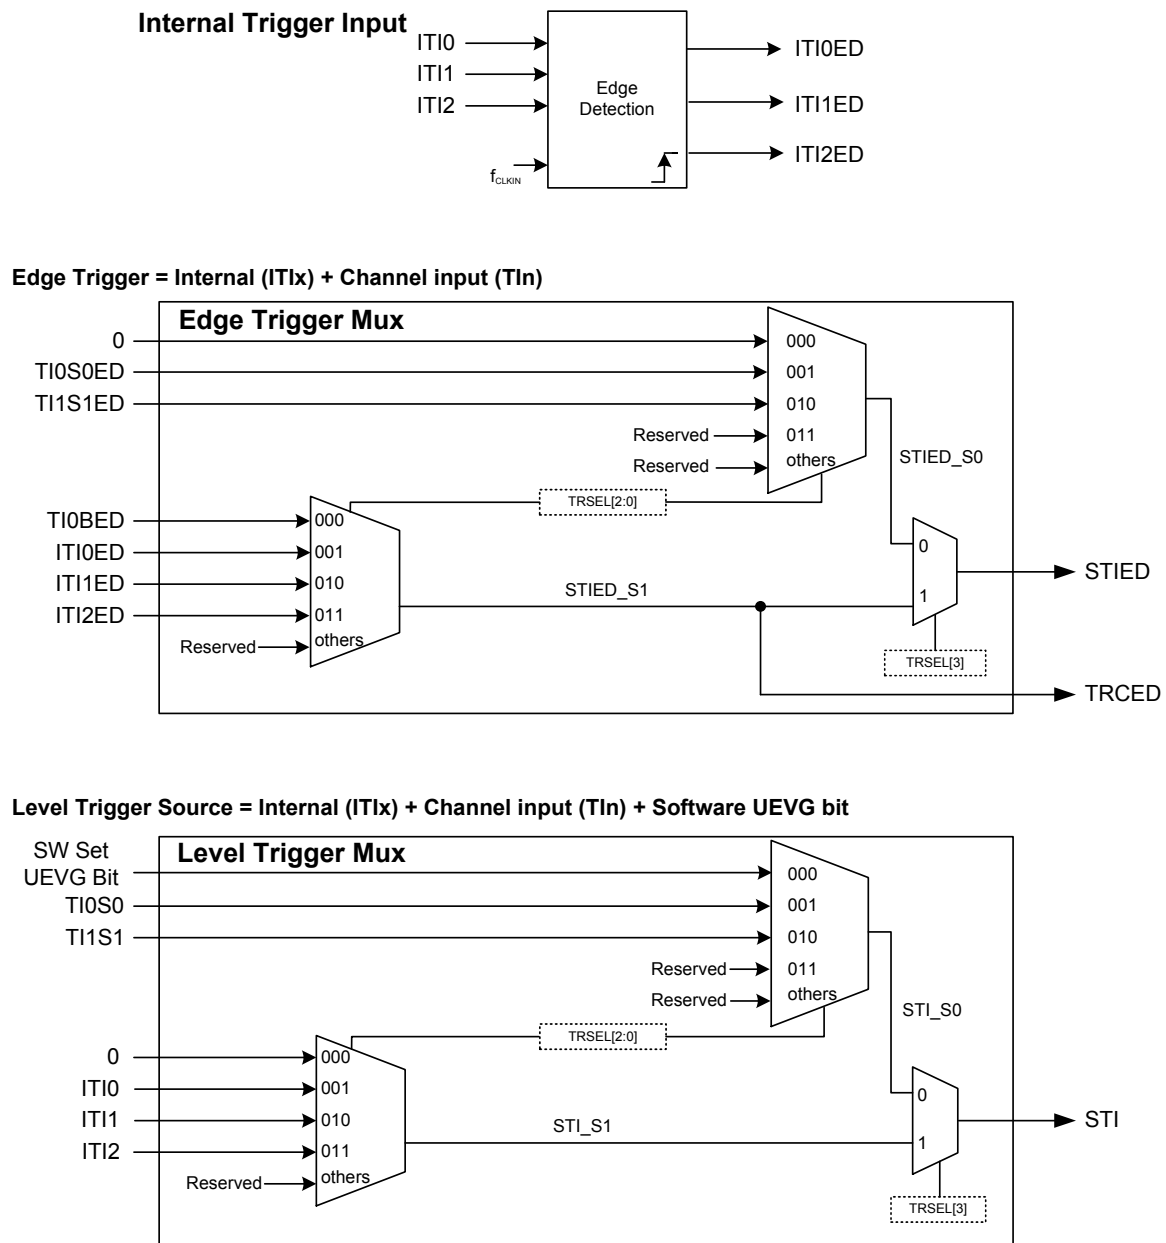 Internal Trigger Input
ITI0
ITI1
ITI2
fCLKIN
Edge
Detection
ITI0ED
ITI1ED
ITI2ED
Edge Trigger = Internal (ITIx) + Channel input (TIn)
Edge Trigger Mux
0
TI0S0ED
TI1S1ED
Reserved
Reserved
000
001
010
011
others
STIED_S0
TRSEL[2:0]
TI0BED
ITI0ED
ITI1ED
ITI2ED
Reserved
000
001
010
011
others
STIED_S1
0
1
TRSEL[3]
STIED
TRCED
Level Trigger Source = Internal (ITIx) + Channel input (TIn) + Software UEVG bit
Level Trigger Mux
SW Set
UEVG Bit
TI0S0
TI1S1
Reserved
Reserved
000
001
010
011
others
STI_S0
TRSEL[2:0]
0
ITI0
ITI1
ITI2
Reserved
000
001
010
011
others
STI_S1
0
1
TRSEL[3]
STI